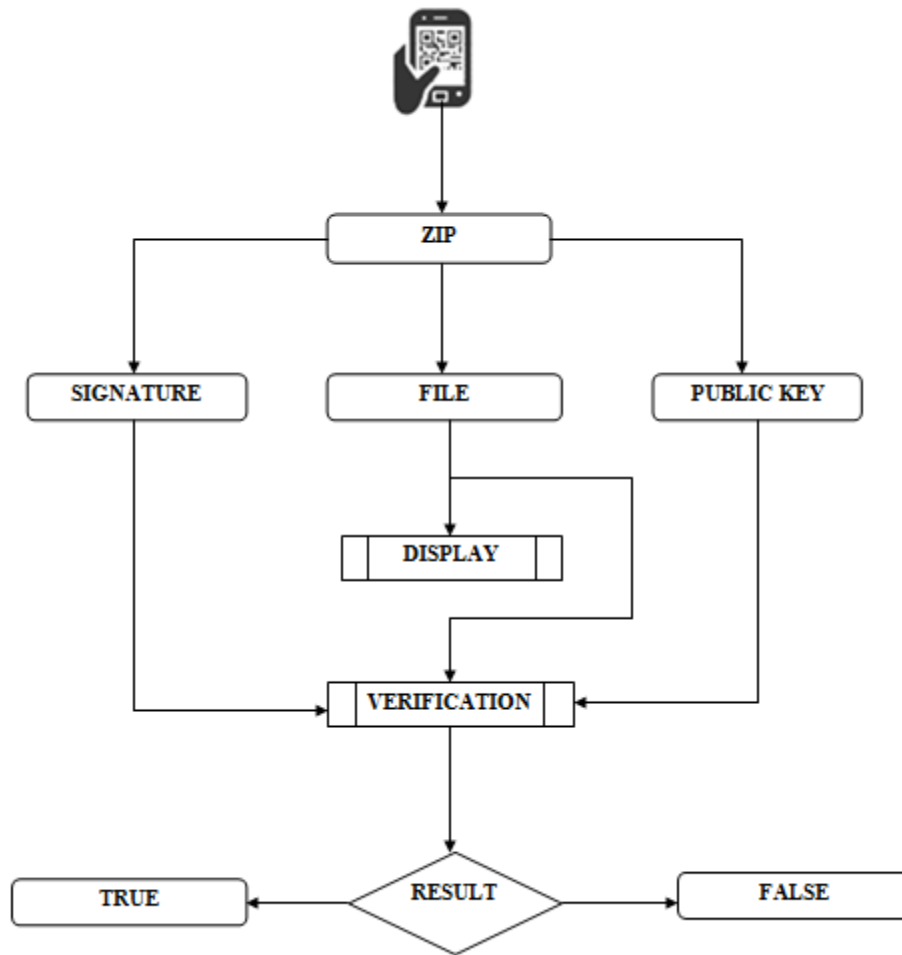 ZIP
SIGNATURE
FILE
PUBLIC KEY
DISPLAY
VERIFICATION
RESULT
TRUE
FALSE